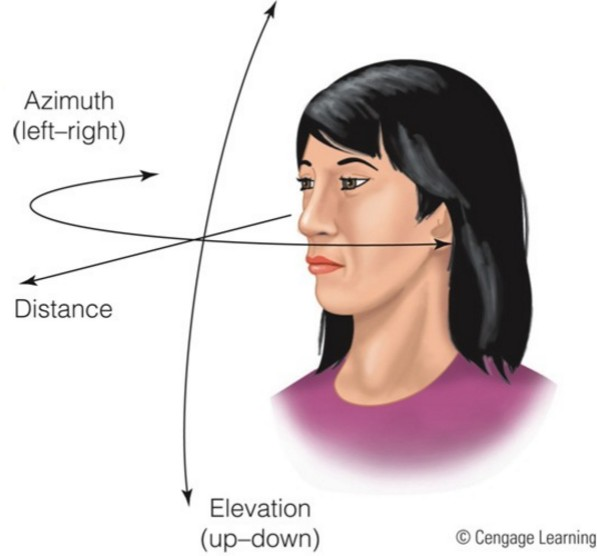 Azimuth
(left–right)
Distance
Elevation
(up–down)
© Cengage Learning